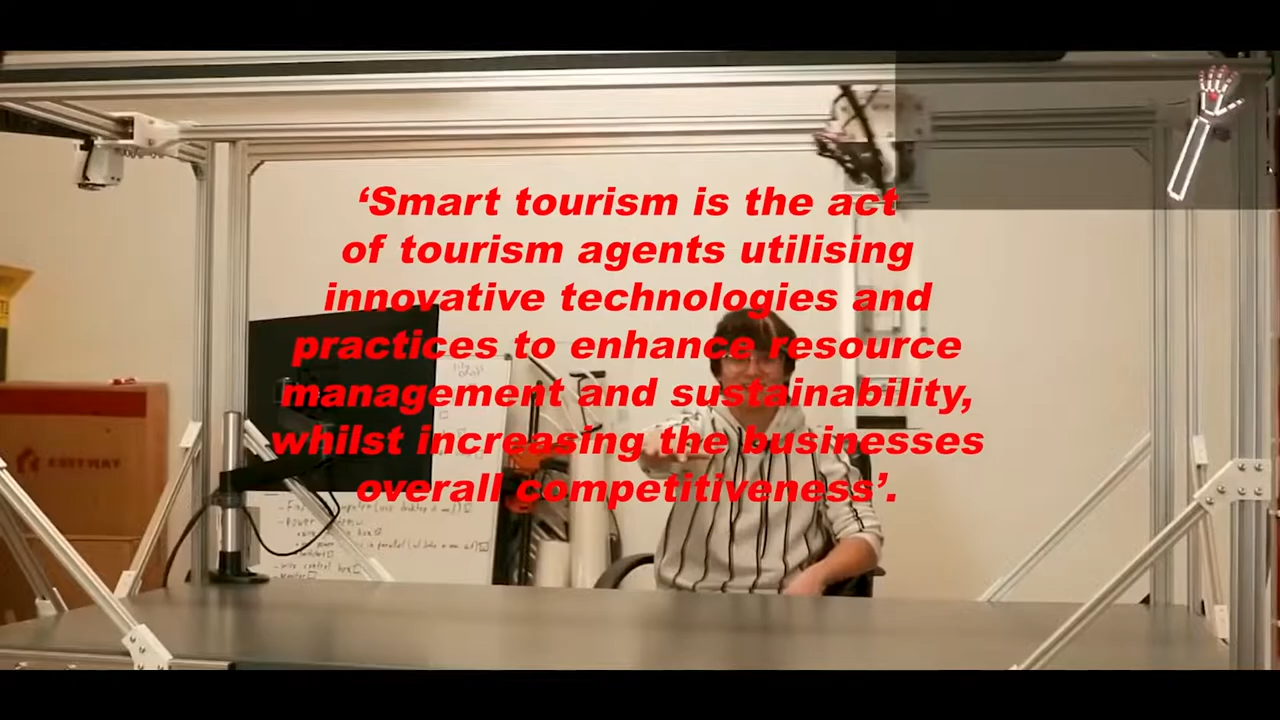 ‘Smart tourism is the act
of tourism agents utilising
innovative technologies and
practices to enhance resource
management and sustainability,
whilst increasing the businesses
overall competitiveness’.